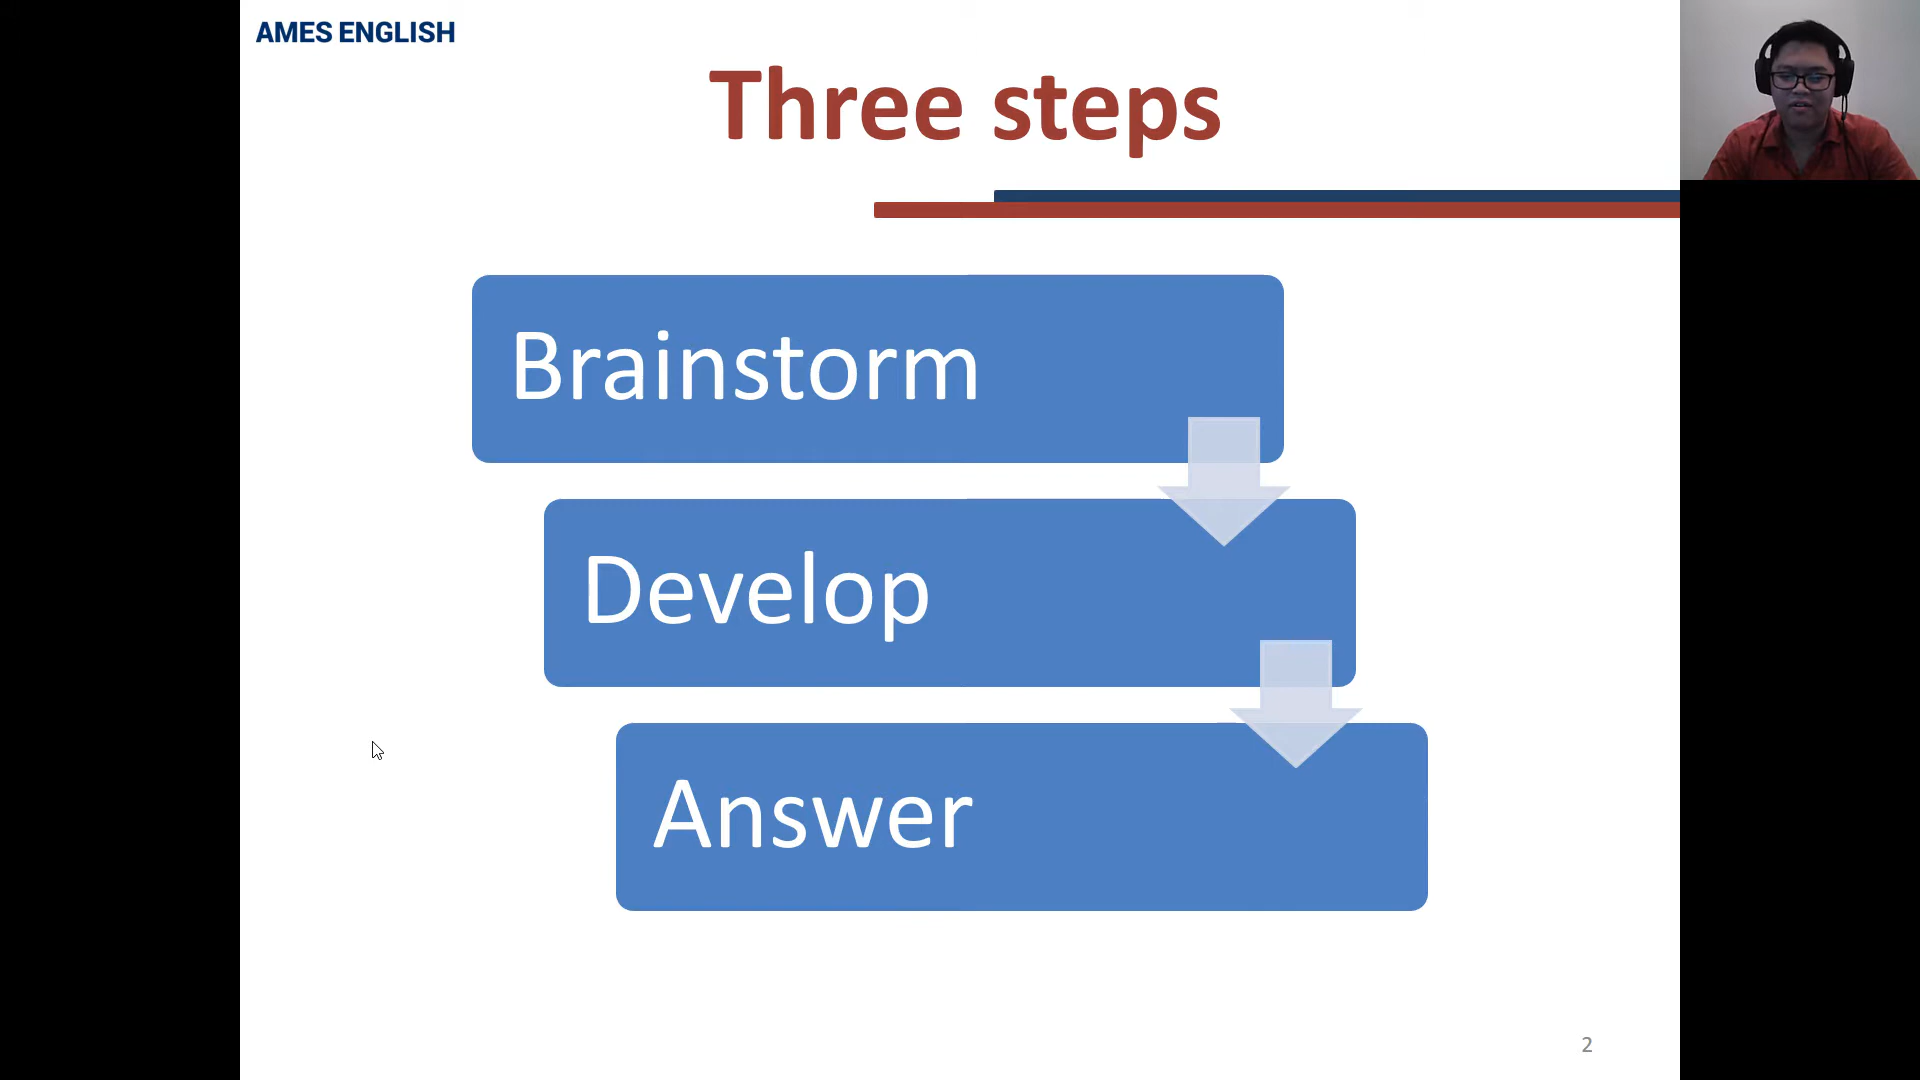 AMES ENGLISH
Three steps
Brainstorm
Develop
Answer
2